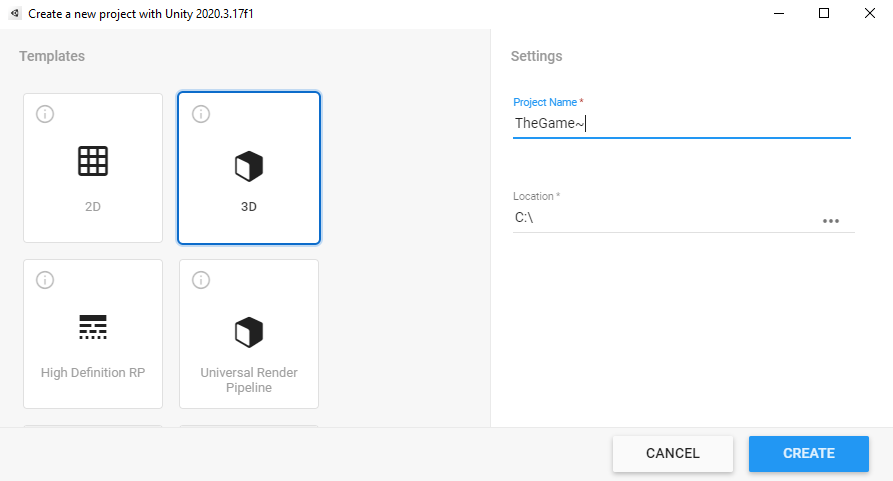 Create a new project with Unity 2020.3.17f1
Templates
2D
3D
High Definition RP
Universal Render
Pipeline
Settings
Project Name *
TheGame~
Location *
C:\
CANCEL
CREATE